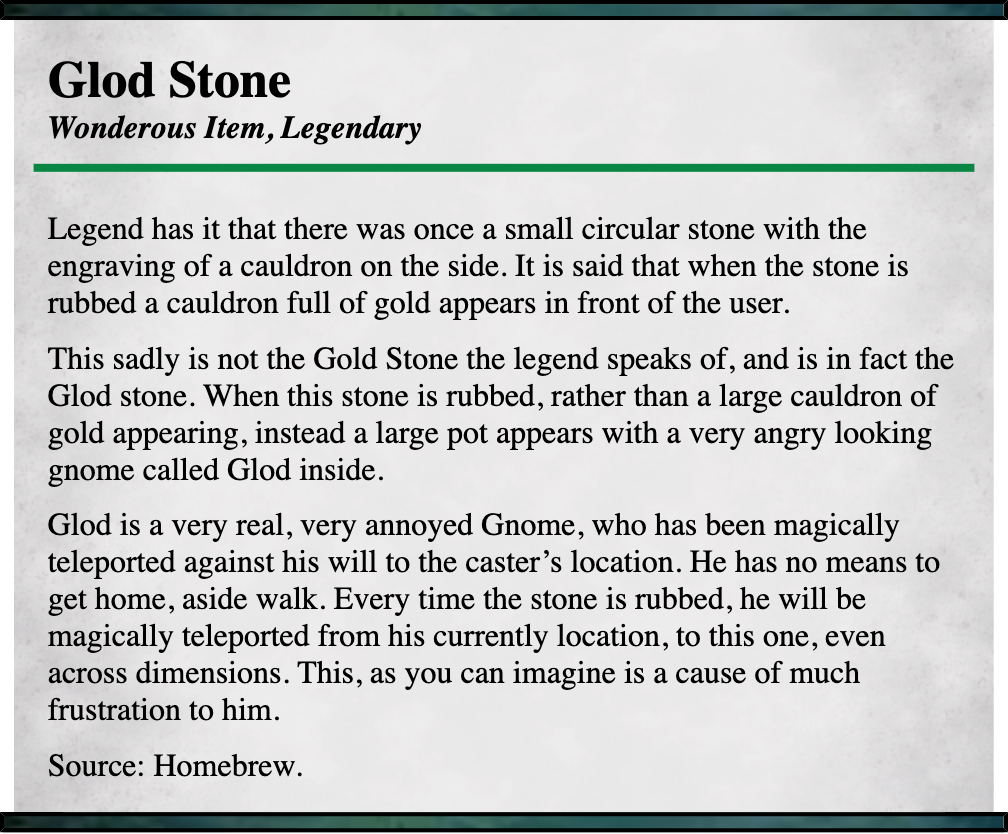 Glod Stone
Wonderous Item, Legendary
Legend has it that there was once a small circular stone with the
engraving of a cauldron on the side. It is said that when the stone is
rubbed a cauldron full of gold appears in front of the user.
This sadly is not the Gold Stone the legend speaks of, and is in fact the
Glod stone. When this stone is rubbed, rather than a large cauldron of
gold appearing, instead a large pot appears with a very angry looking
gnome called Glod inside.
Glod is a very real, very annoyed Gnome, who has been magically
teleported against his will to the caster’s location. He has no means to
get home, aside walk. Every time the stone is rubbed, he will be
magically teleported from his currently location, to this one, even
across dimensions. This, as you can imagine is a cause of much
frustration to him.
Source: Homebrew.